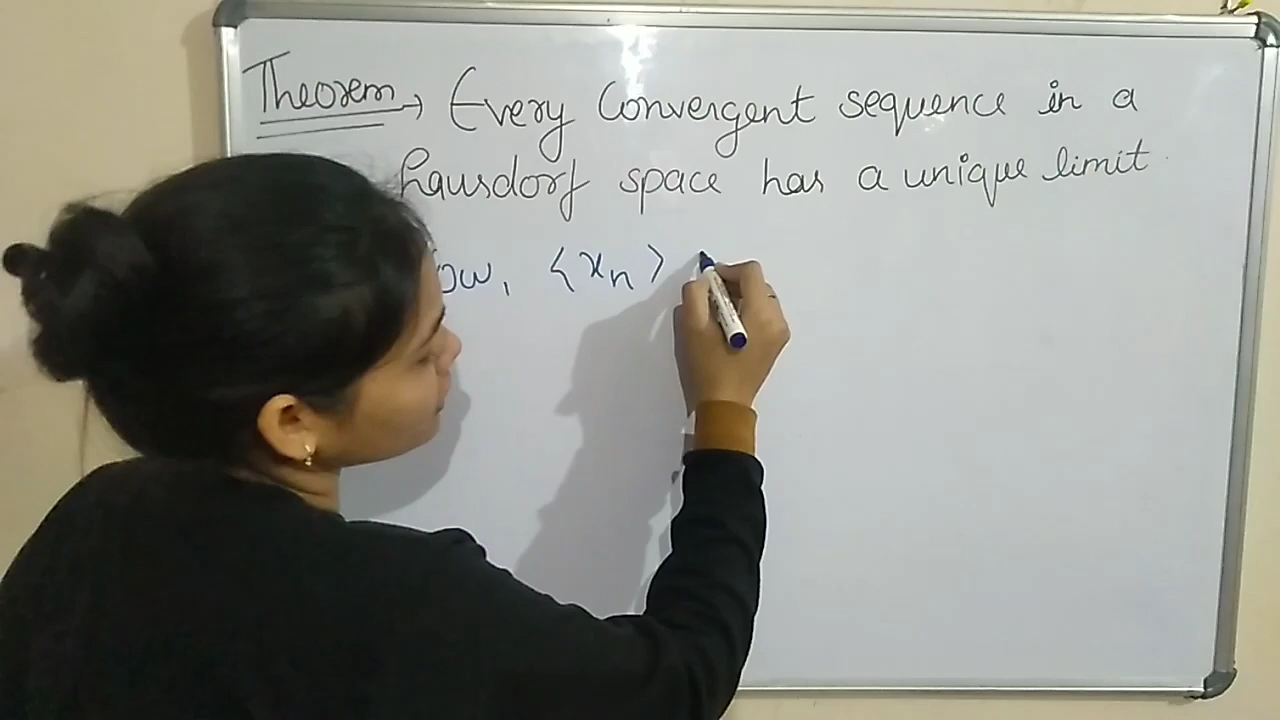 Theorem → Every Convergent sequence in a
hausdorf space has a unique limit
<xn>